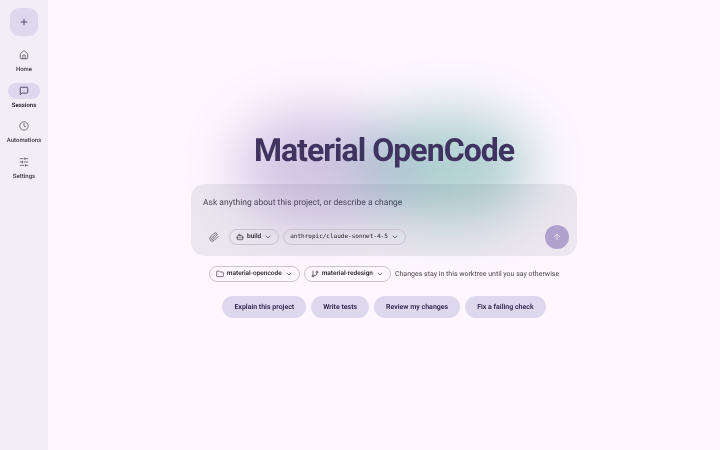 Home
Sessions
Automations
Settings
Material OpenCode
Ask anything about this project, or describe a change
build
anthropic/claude-sonnet-4-5
material-opencode
material-redesign
Changes stay in this worktree until you say otherwise
Explain this project
Write tests
Review my changes
Fix a failing check